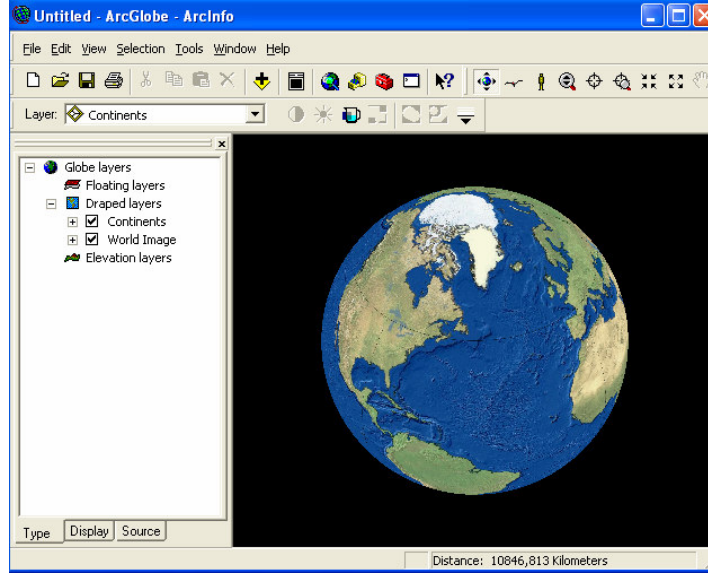 Untitled - ArcGlobe - ArcInfo
File Edit View Selection Tools Window Help
Layer: Continents
Globe layers
Floating layers
Draped layers
Continents
World Image
Elevation layers
Type Display Source
Distance: 10846,813 Kilometers